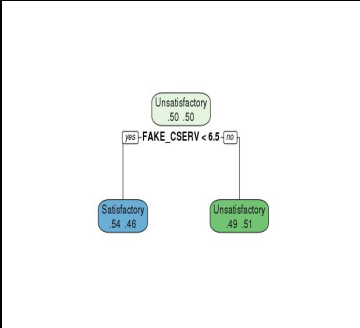 Unsatisfactory
.50 .50
yes FAKE_CSERV < 6.5 no
Satisfactory
.54 .46
Unsatisfactory
.49 .51